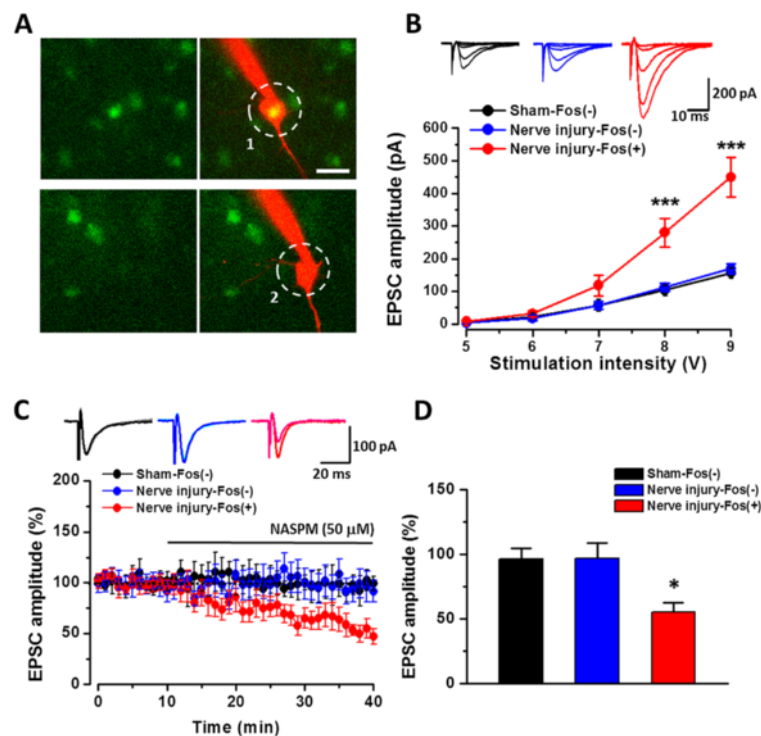 A
1
2
B
200 pA
10 ms
Sham-Fos(-)
Nerve injury-Fos(-)
Nerve injury-Fos(+)
EPSC amplitude (pA)
600
500
400
300
200
100
0
***
***
5 6 7 8 9
Stimulation intensity (V)
C
100 pA
20 ms
Sham-Fos(-)
Nerve injury-Fos(-)
Nerve injury-Fos(+)
NASPM (50 μM)
EPSC amplitude (%)
200
150
100
50
0
0 10 20 30 40
Time (min)
D
Sham-Fos(-)
Nerve injury-Fos(-)
Nerve injury-Fos(+)
EPSC amplitude (%)
150
100
50
0
*